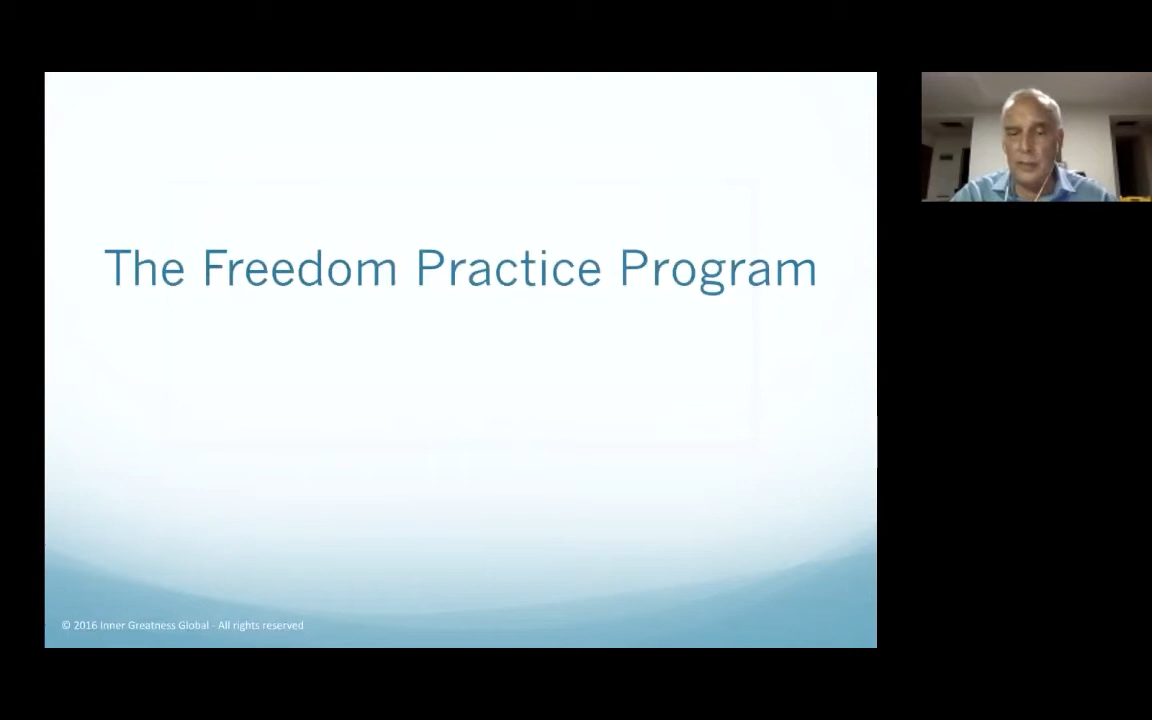 The Freedom Practice Program
© 2016 Inner Greatness Global - All rights reserved